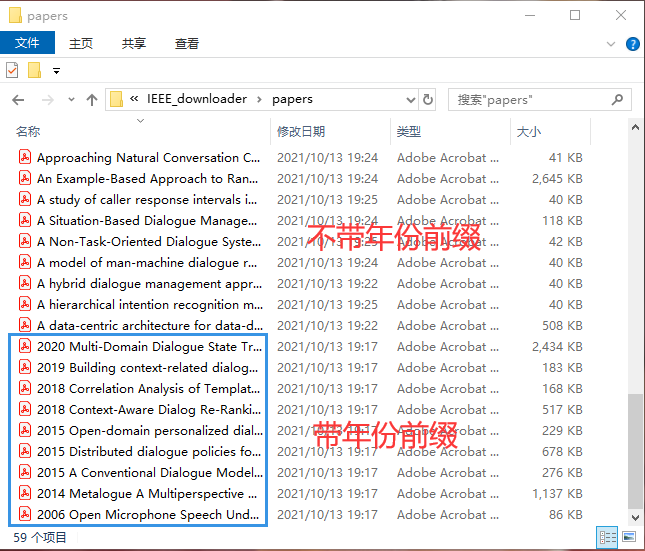 papers
文件 主页 共享 查看
« IEEE_downloader › papers 搜索"papers"
名称 修改日期 类型 大小
Approaching Natural Conversation C... 2021/10/13 19:24 Adobe Acrobat ... 41 KB
An Example-Based Approach to Ran... 2021/10/13 19:24 Adobe Acrobat ... 2,645 KB
A study of caller response intervals i... 2021/10/13 19:25 Adobe Acrobat ... 40 KB
A Situation-Based Dialogue Manage... 2021/10/13 19:24 Adobe Acrobat ... 118 KB
不带年份前缀
A Non-Task-Oriented Dialogue Syste... 2021/10/13 19:25 Adobe Acrobat ... 42 KB
A model of man-machine dialogue r... 2021/10/13 19:24 Adobe Acrobat ... 40 KB
A hybrid dialogue management appr... 2021/10/13 19:22 Adobe Acrobat ... 40 KB
A hierarchical intention recognition m... 2021/10/13 19:25 Adobe Acrobat ... 40 KB
A data-centric architecture for data-d... 2021/10/13 19:22 Adobe Acrobat ... 508 KB
2020 Multi-Domain Dialogue State Tr... 2021/10/13 19:17 Adobe Acrobat ... 2,434 KB
2019 Building context-related dialog... 2021/10/13 19:17 Adobe Acrobat ... 183 KB
2018 Correlation Analysis of Templat... 2021/10/13 19:17 Adobe Acrobat ... 168 KB
2018 Context-Aware Dialog Re-Ranki... 2021/10/13 19:17 Adobe Acrobat ... 517 KB
2015 Open-domain personalized dial... 2021/10/13 19:17 Adobe Acrobat ... 229 KB
带年份前缀
2015 Distributed dialogue policies fo... 2021/10/13 19:17 Adobe Acrobat ... 678 KB
2015 A Conventional Dialogue Model... 2021/10/13 19:17 Adobe Acrobat ... 276 KB
2014 Metalogue A Multiperspective ... 2021/10/13 19:17 Adobe Acrobat ... 1,137 KB
2006 Open Microphone Speech Und... 2021/10/13 19:17 Adobe Acrobat ... 86 KB
59 个项目